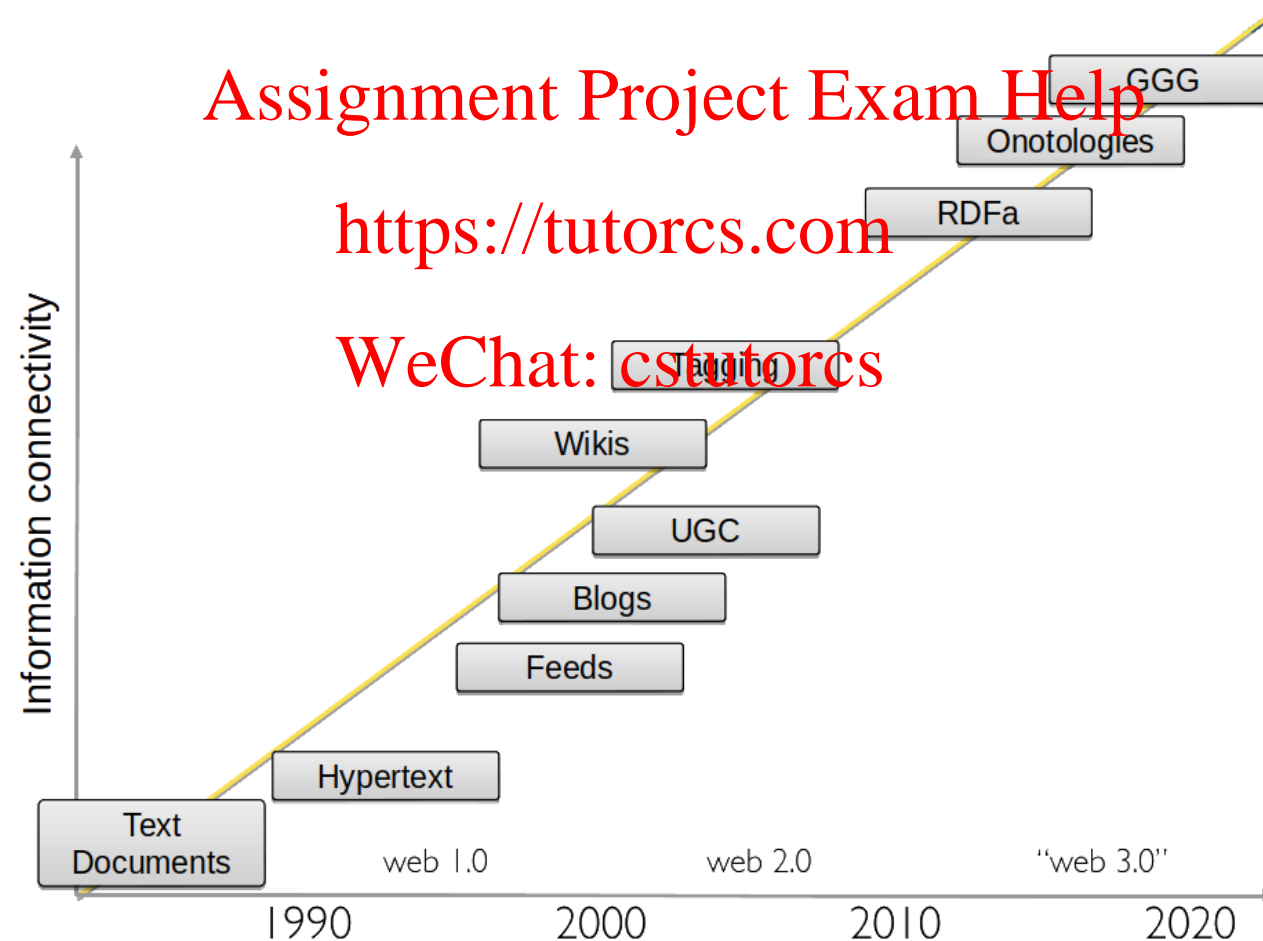 GGG
Assignment Project Exam Help
Onotologies
RDFa
https://tutorcs.com
Tagging
WeChat: cstutorcs
Wikis
UGC
Blogs
Feeds
Hypertext
Text
Documents
Information connectivity
web 1.0
web 2.0
“web 3.0”
1990
2000
2010
2020